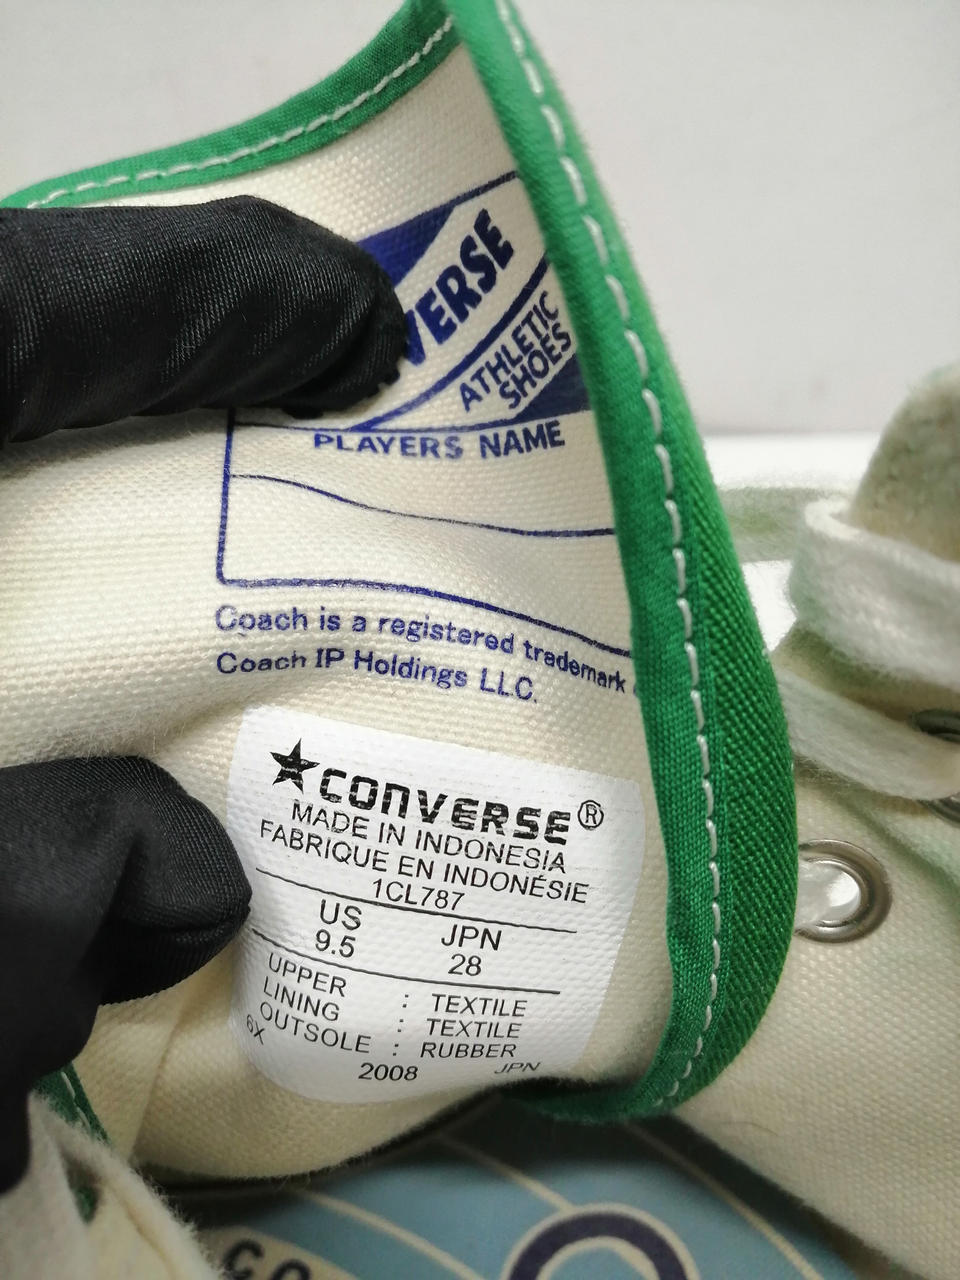 VERSE
ATHLETIC
SHOES
PLAYERS NAME
Coach is a registered trademark
Coach IP Holdings LLC.
CONVERSE®
MADE IN INDONESIA
FABRIQUE EN INDONÉSIE
1CL787
US JPN
9.5 28
UPPER : TEXTILE
LINING : TEXTILE
OUTSOLE : RUBBER
6X 2008 JPN
CO